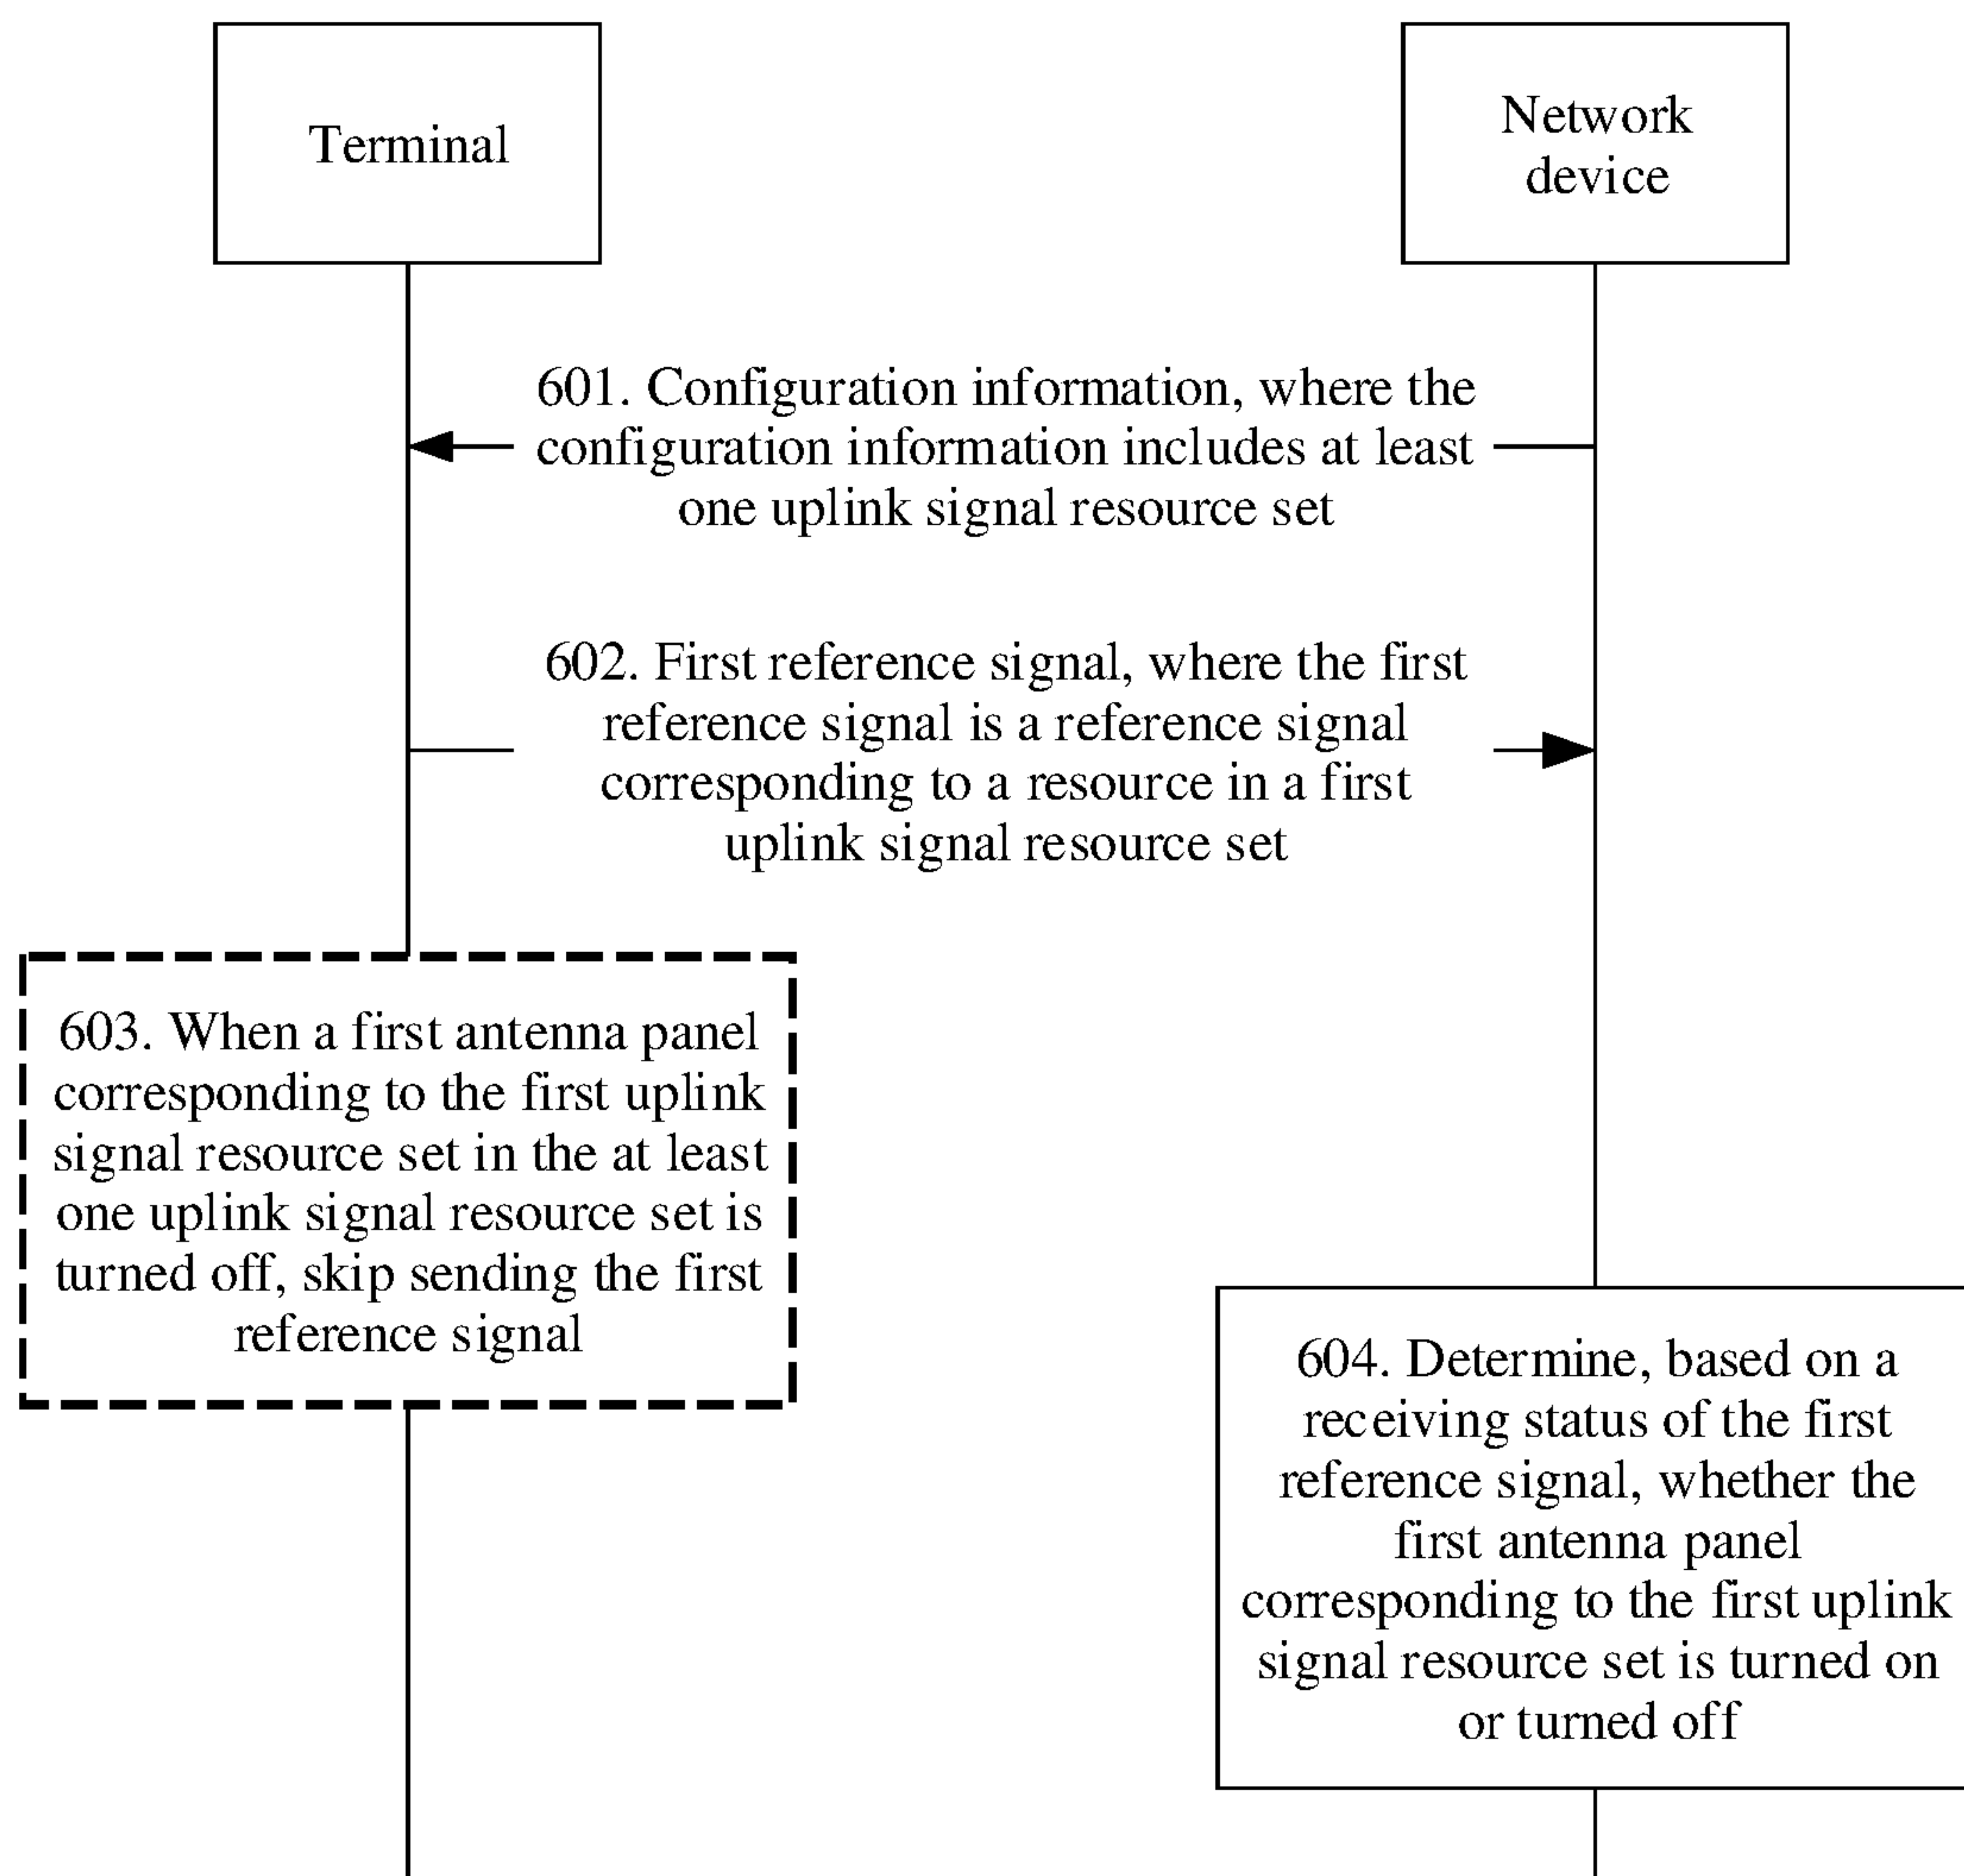 Terminal
Network
device
601. Configuration information, where the
configuration information includes at least
one uplink signal resource set
602. First reference signal, where the first
reference signal is a reference signal
corresponding to a resource in a first
uplink signal resource set
603. When a first antenna panel
corresponding to the first uplink
signal resource set in the at least
one uplink signal resource set is
turned off, skip sending the first
reference signal
604. Determine, based on a
receiving status of the first
reference signal, whether the
first antenna panel
corresponding to the first uplink
signal resource set is turned on
or turned off